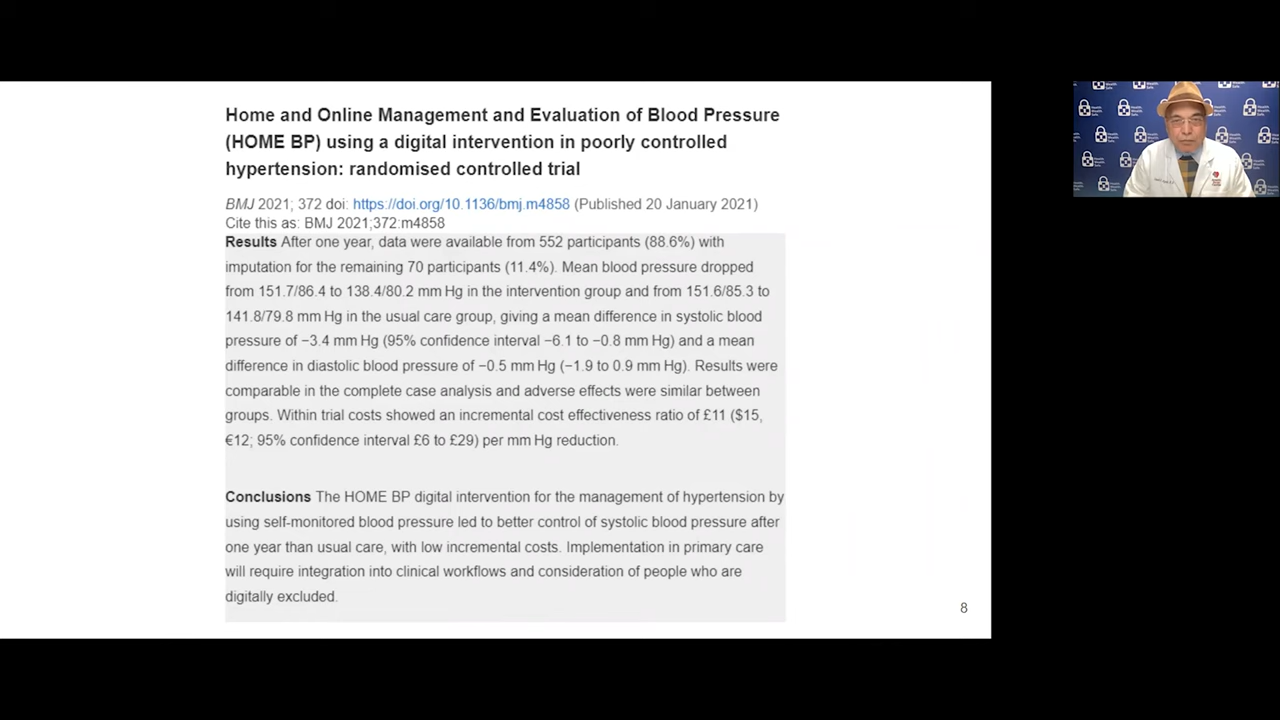 Home and Online Management and Evaluation of Blood Pressure
(HOME BP) using a digital intervention in poorly controlled
hypertension: randomised controlled trial
BMJ 2021; 372 doi: https://doi.org/10.1136/bmj.m4858 (Published 20 January 2021)
Cite this as: BMJ 2021;372:m4858
Results After one year, data were available from 552 participants (88.6%) with
imputation for the remaining 70 participants (11.4%). Mean blood pressure dropped
from 151.7/86.4 to 138.4/80.2 mm Hg in the intervention group and from 151.6/85.3 to
141.8/79.8 mm Hg in the usual care group, giving a mean difference in systolic blood
pressure of −3.4 mm Hg (95% confidence interval −6.1 to −0.8 mm Hg) and a mean
difference in diastolic blood pressure of −0.5 mm Hg (−1.9 to 0.9 mm Hg). Results were
comparable in the complete case analysis and adverse effects were similar between
groups. Within trial costs showed an incremental cost effectiveness ratio of £11 ($15,
€12; 95% confidence interval £6 to £29) per mm Hg reduction.
Conclusions The HOME BP digital intervention for the management of hypertension by
using self-monitored blood pressure led to better control of systolic blood pressure after
one year than usual care, with low incremental costs. Implementation in primary care
will require integration into clinical workflows and consideration of people who are
digitally excluded.
8